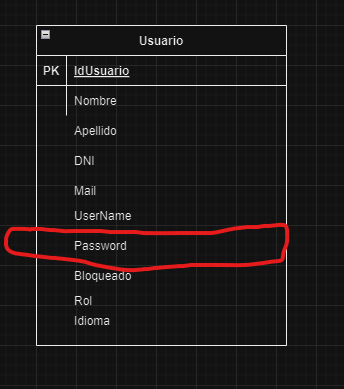 Usuario
PK IdUsuario
Nombre
Apellido
DNI
Mail
UserName
Password
Bloqueado
Rol
Idioma